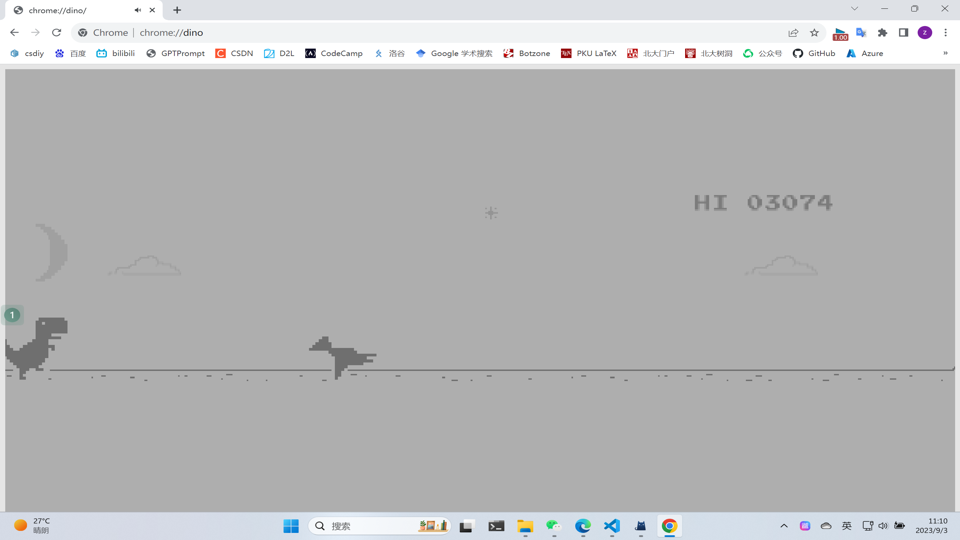 chrome://dino/
Chrome | chrome://dino
1.00
z
csdiy 百度 bilibili GPTPrompt CSDN D2L CodeCamp 洛谷 Google 学术搜索 Botzone PKU LaTeX 北大门户 北大树洞 公众号 GitHub Azure »
HI 03074
1
27°C
晴朗
搜索
英
11:10
2023/9/3